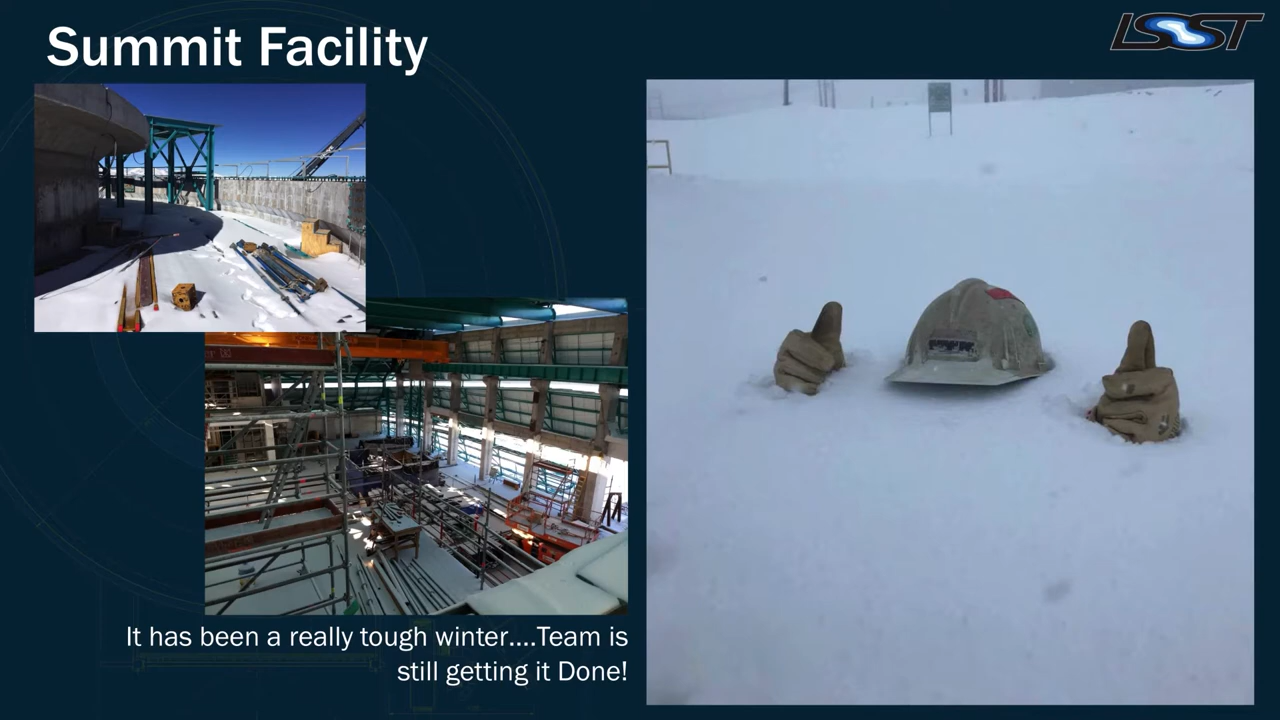 Summit Facility
LSST
It has been a really tough winter....Team is
still getting it Done!